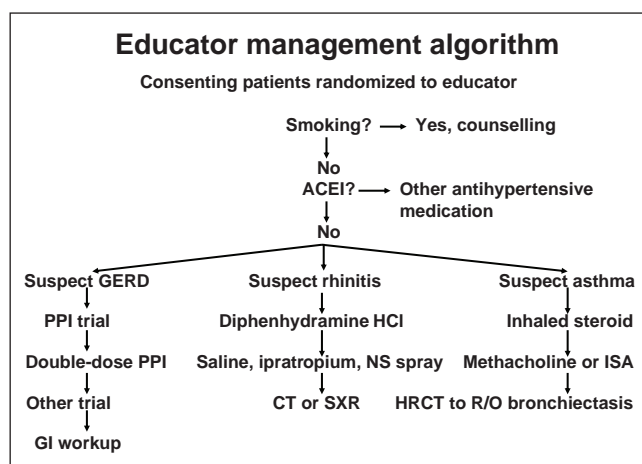 Educator management algorithm
Consenting patients randomized to educator
Smoking? Yes, counselling
No
ACEI? Other antihypertensive
medication
No
Suspect GERD Suspect rhinitis Suspect asthma
PPI trial Diphenhydramine HCl Inhaled steroid
Double-dose PPI Saline, ipratropium, NS spray Methacholine or ISA
Other trial CT or SXR HRCT to R/O bronchiectasis
GI workup